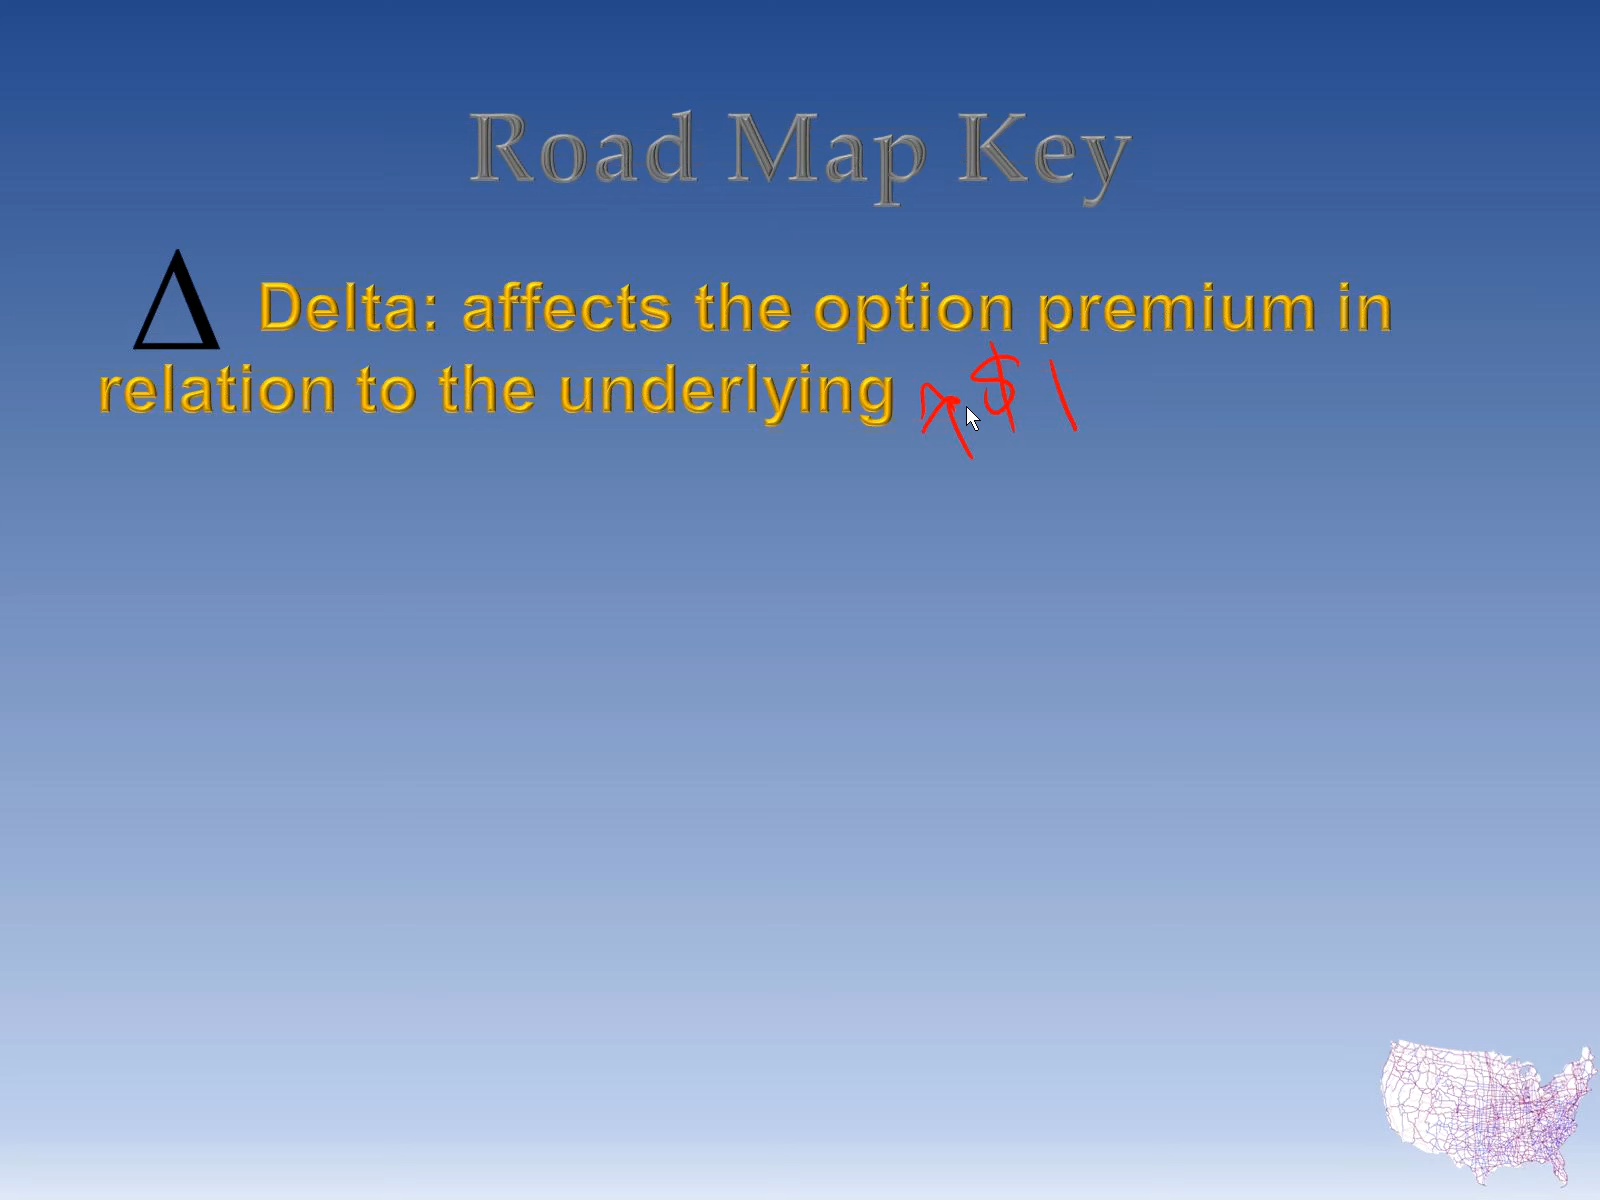 Road Map Key
Δ Delta: affects the option premium in
relation to the underlying $ 1